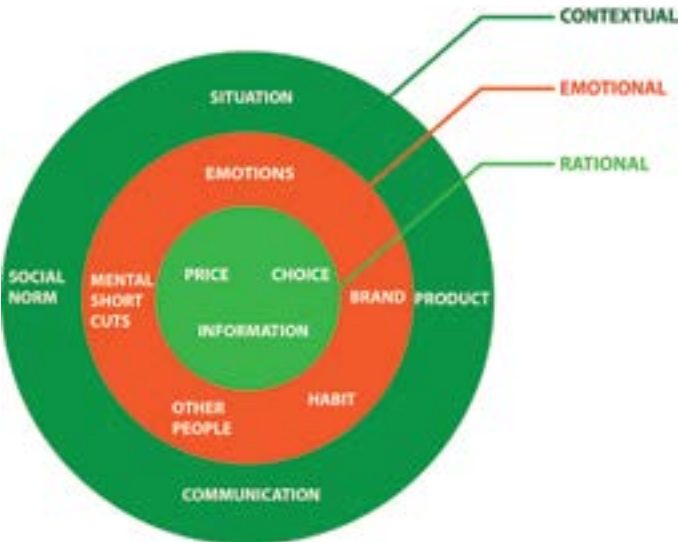 CONTEXTUAL
EMOTIONAL
RATIONAL
SITUATION
EMOTIONS
PRICE
CHOICE
INFORMATION
SOCIAL
NORM
MENTAL
SHORT
CUTS
BRAND
PRODUCT
OTHER
PEOPLE
HABIT
COMMUNICATION